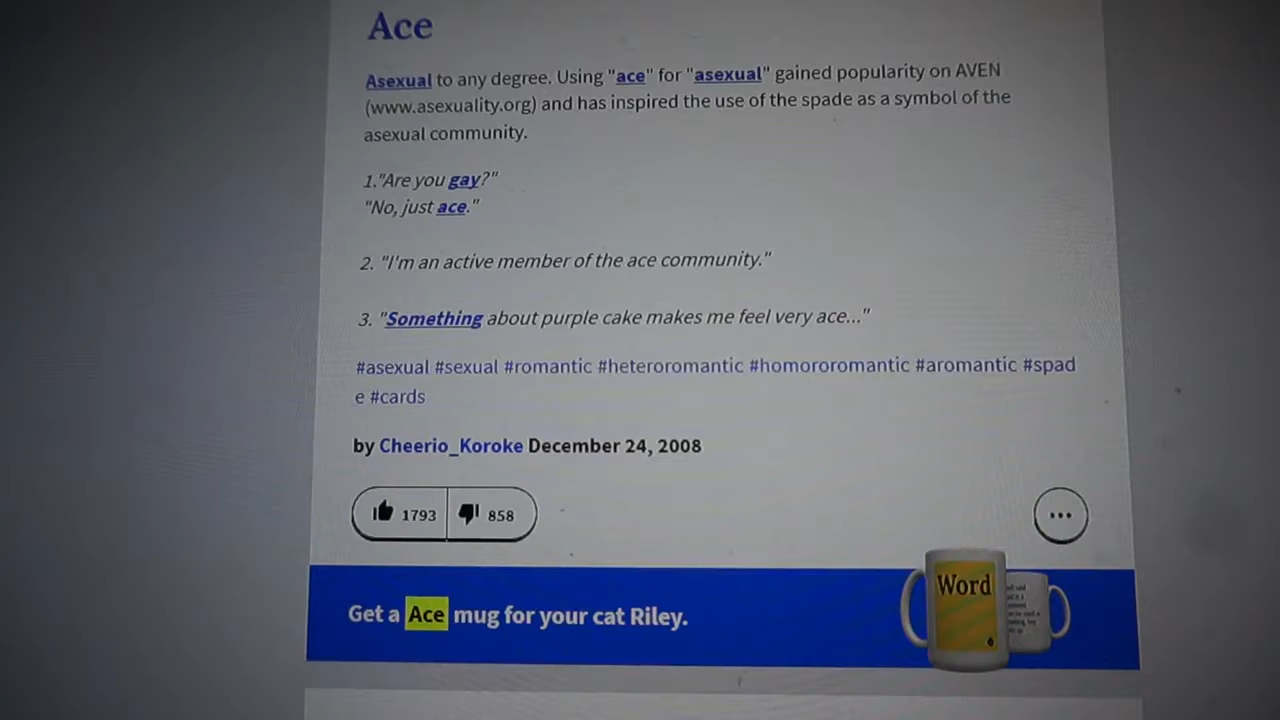 Ace
Asexual to any degree. Using "ace" for "asexual" gained popularity on AVEN
(www.asexuality.org) and has inspired the use of the spade as a symbol of the
asexual community.
1."Are you gay?"
"No, just ace."
2. "I'm an active member of the ace community."
3. "Something about purple cake makes me feel very ace..."
#asexual #sexual #romantic #heteroromantic #homororomantic #aromantic #spad
e #cards
by Cheerio_Koroke December 24, 2008
1793 858
Get a Ace mug for your cat Riley.
Word